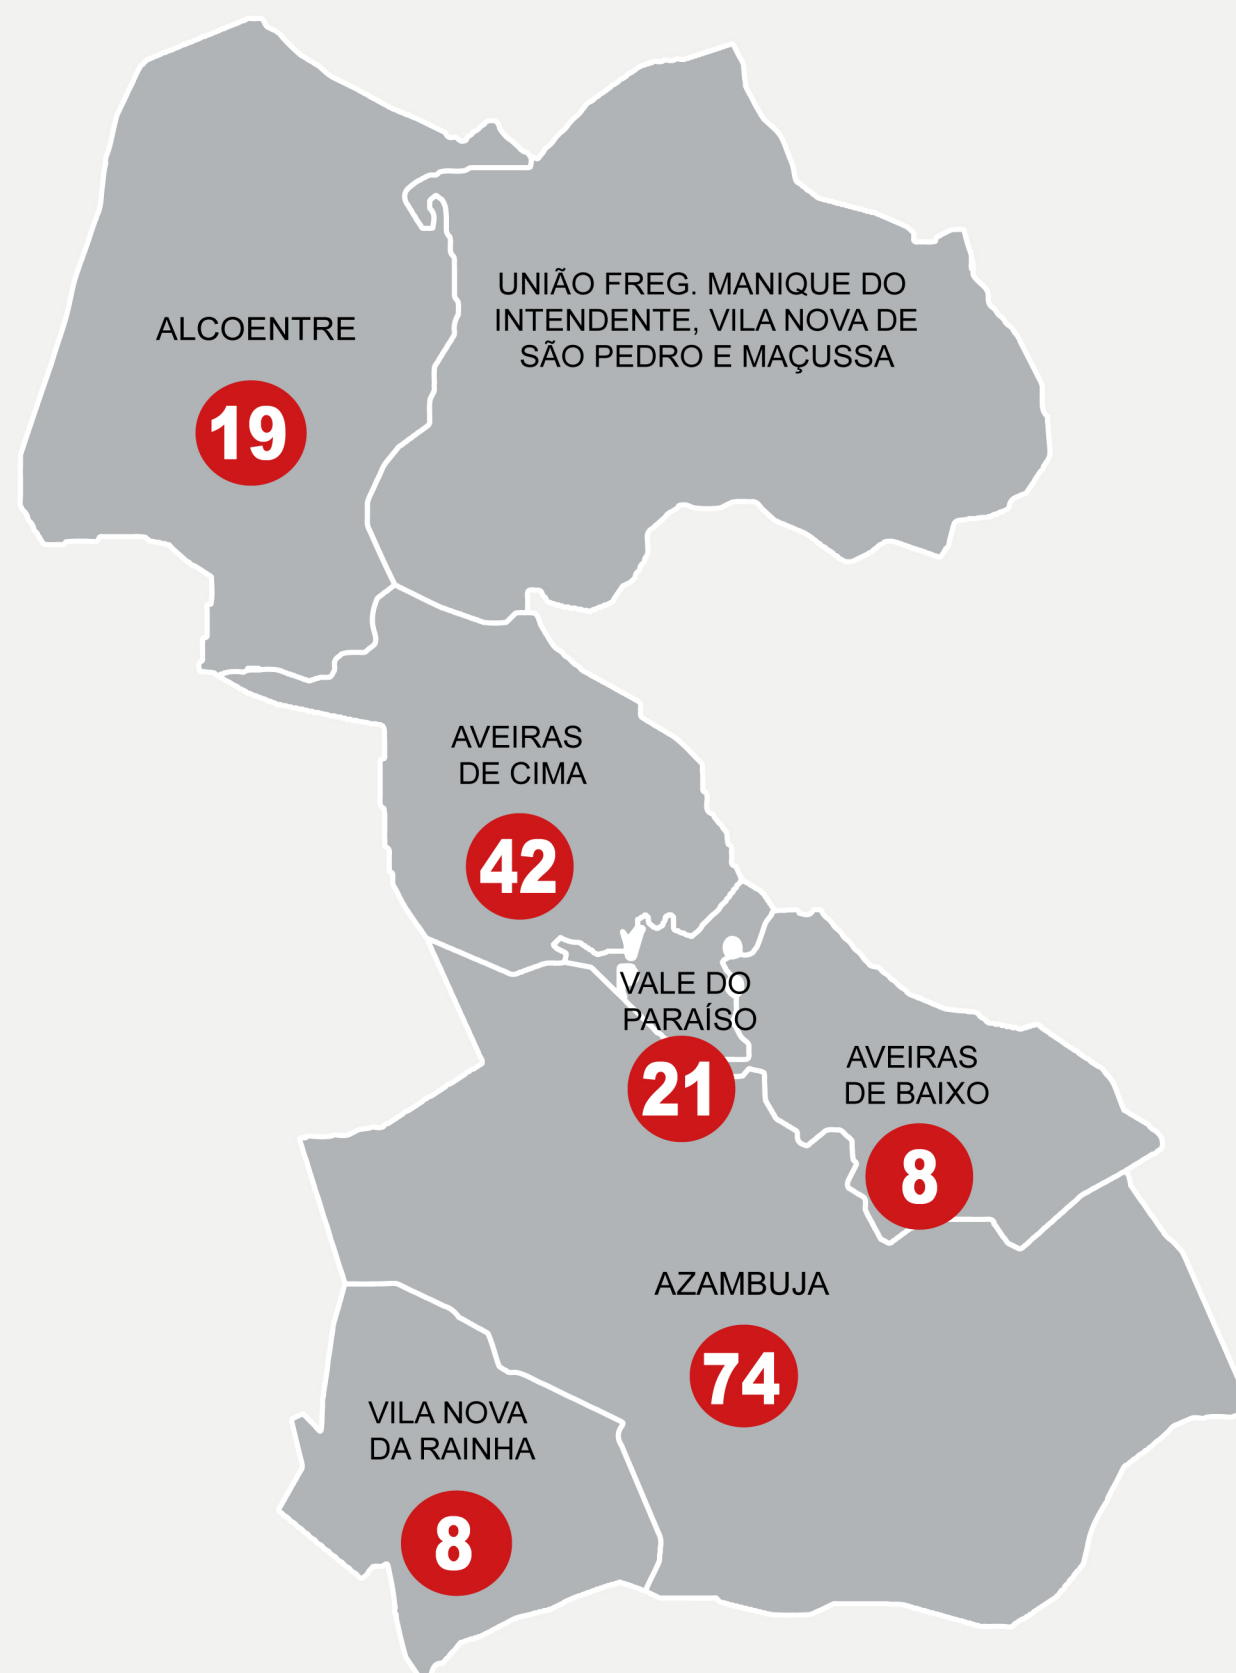 UNIÃO FREG. MANIQUE DO
INTENDENTE, VILA NOVA DE
SÃO PEDRO E MAÇUSSA
ALCOENTRE
19
AVEIRAS
DE CIMA
42
VALE DO
PARAÍSO
21
AVEIRAS
DE BAIXO
8
AZAMBUJA
74
VILA NOVA
DA RAINHA
8